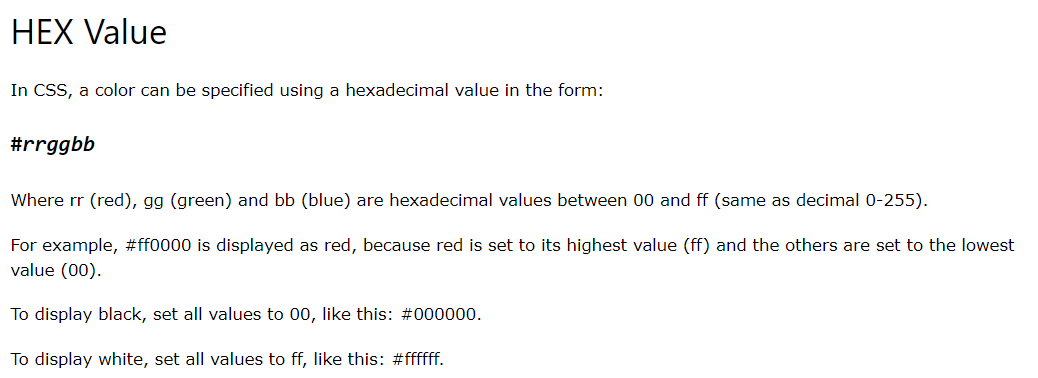 HEX Value
In CSS, a color can be specified using a hexadecimal value in the form:
#rrggbb
Where rr (red), gg (green) and bb (blue) are hexadecimal values between 00 and ff (same as decimal 0-255).
For example, #ff0000 is displayed as red, because red is set to its highest value (ff) and the others are set to the lowest
value (00).
To display black, set all values to 00, like this: #000000.
To display white, set all values to ff, like this: #ffffff.